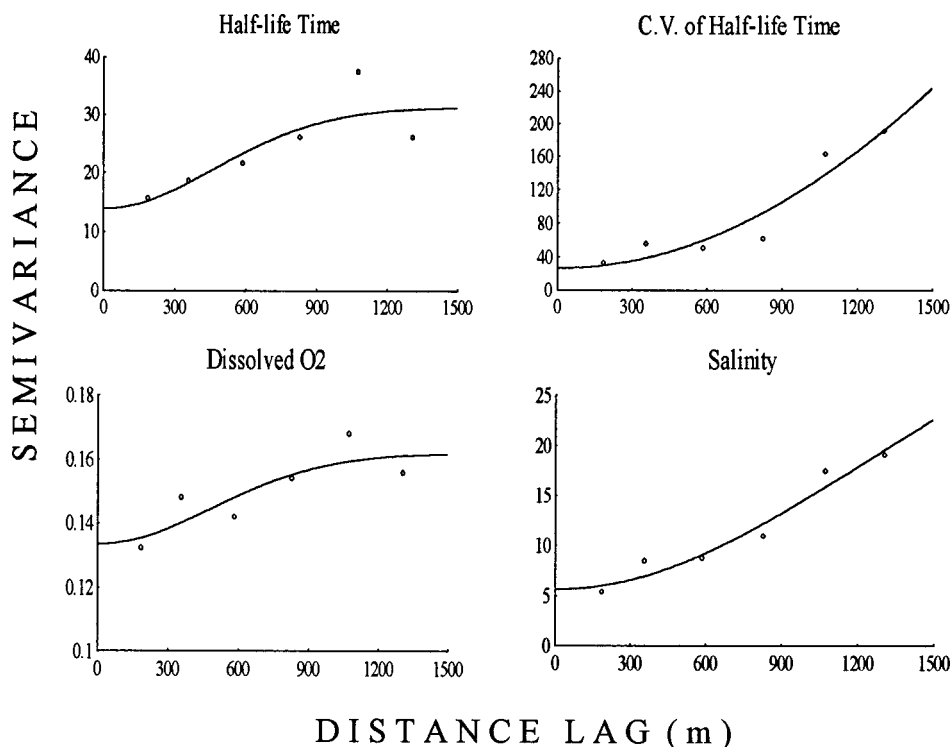 Half-life Time
C.V. of Half-life Time
SEMIVARIANCE
40
30
20
10
0
0 300 600 900 1200 1500
280
240
200
160
120
80
40
0
0 300 600 900 1200 1500
Dissolved O2
Salinity
0.18
0.16
0.14
0.12
0.1
0 300 600 900 1200 1500
25
20
15
10
5
0
0 300 600 900 1200 1500
DISTANCE LAG (m)